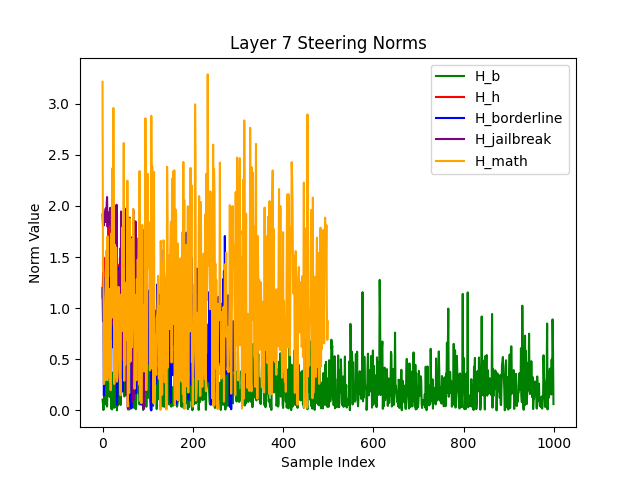 Layer 7 Steering Norms
H_b
H_h
H_borderline
H_jailbreak
H_math
Norm Value
3.0
2.5
2.0
1.5
1.0
0.5
0.0
0
200
400
600
800
1000
Sample Index